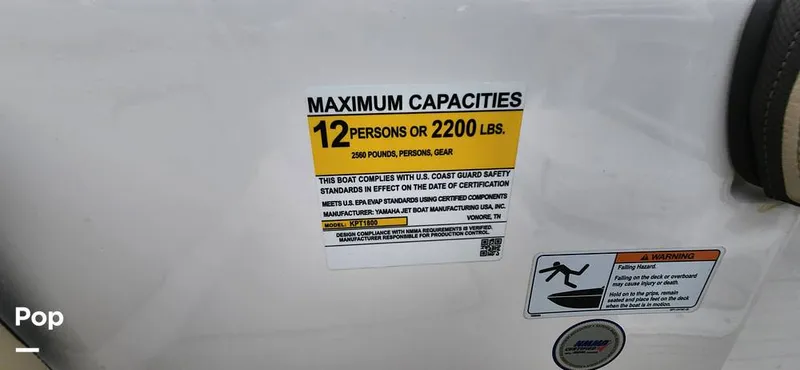 MAXIMUM CAPACITIES
12 PERSONS OR 2200 LBS.
2560 POUNDS, PERSONS, GEAR
THIS BOAT COMPLIES WITH U.S. COAST GUARD SAFETY
STANDARDS IN EFFECT ON THE DATE OF CERTIFICATION
MEETS U.S. EPA EVAP STANDARDS USING CERTIFIED COMPONENTS
MANUFACTURER: YAMAHA JET BOAT MANUFACTURING USA, INC.
VONORE, TN
MODEL: KPT1800
DESIGN COMPLIANCE WITH NMMA REQUIREMENTS IS VERIFIED.
MANUFACTURER RESPONSIBLE FOR PRODUCTION CONTROL.
WARNING
Falling Hazard.
Falling on the deck or overboard
may cause injury or death.
Hold on to the grips, remain
seated and place feet on the deck
when the boat is in motion.
NMMA
CERTIFIED
Pop